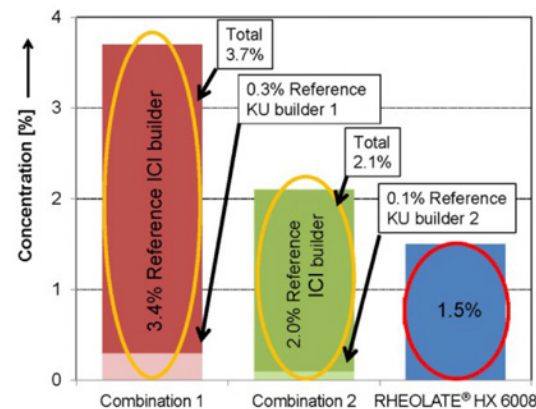 Concentration [%]
4
3
2
1
0
Total
3.7%
0.3% Reference
KU builder 1
3.4% Reference ICI builder
Total
2.1%
0.1% Reference
KU builder 2
2.0% Reference
ICI builder
1.5%
Combination 1
Combination 2
RHEOLATE® HX 6008